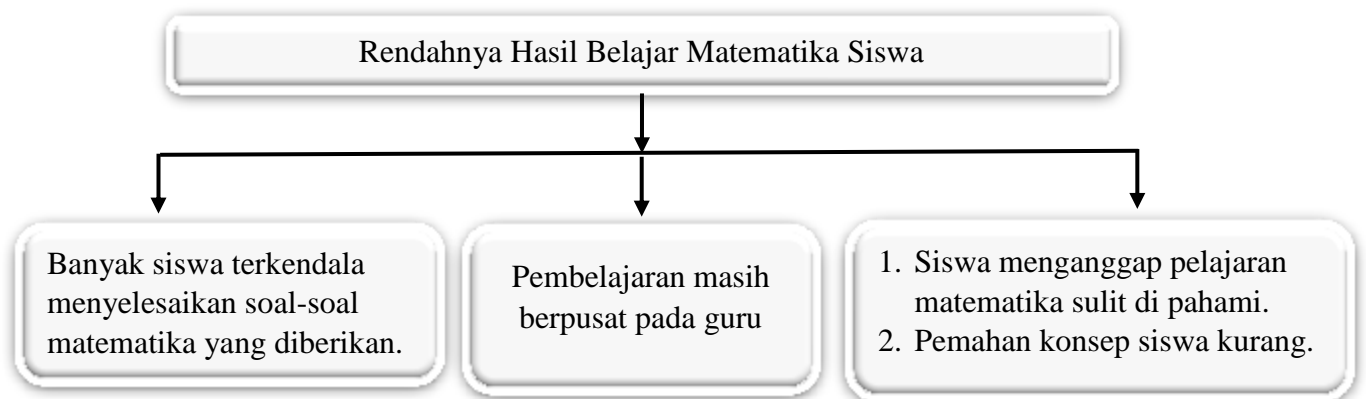 Rendahnya Hasil Belajar Matematika Siswa
Banyak siswa terkendala
menyelesaikan soal-soal
matematika yang diberikan.
Pembelajaran masih
berpusat pada guru
1. Siswa menganggap pelajaran
matematika sulit di pahami.
2. Pemahan konsep siswa kurang.